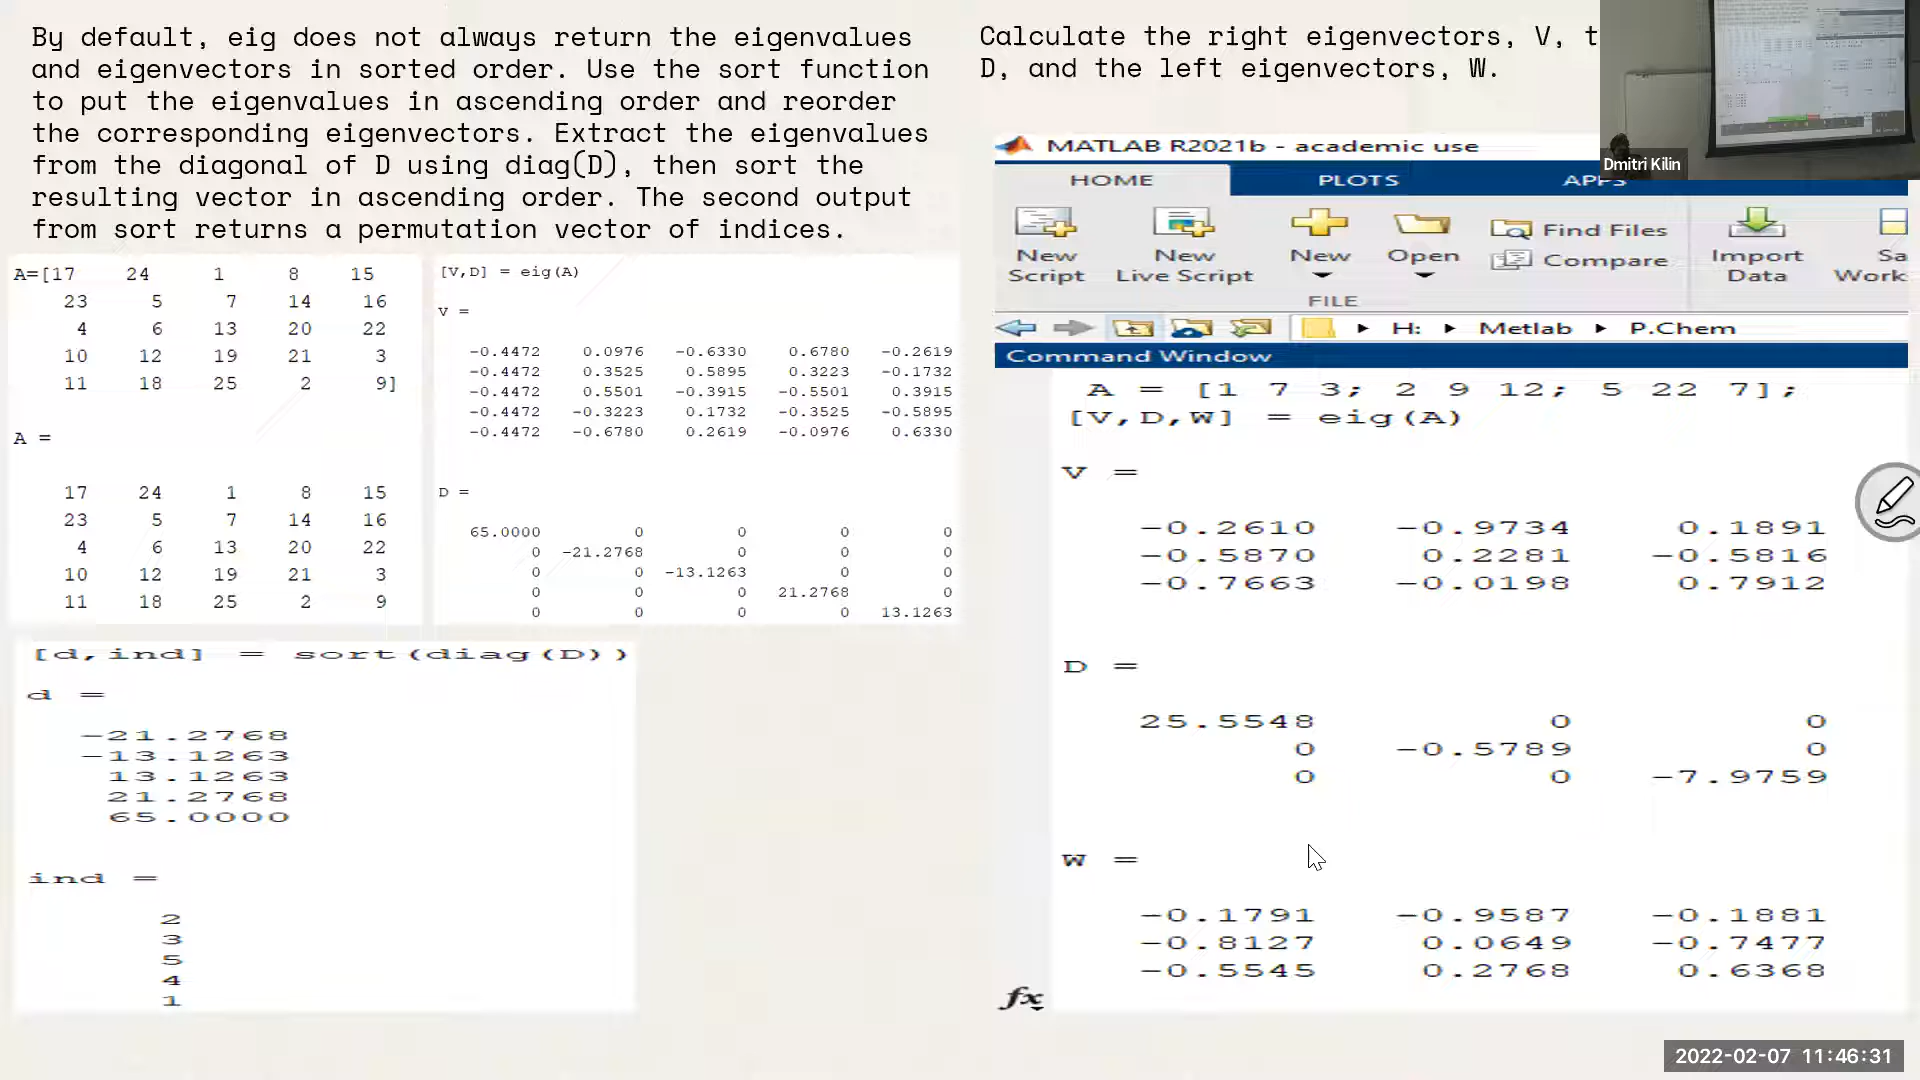 By default, eig does not always return the eigenvalues
and eigenvectors in sorted order. Use the sort function
to put the eigenvalues in ascending order and reorder
the corresponding eigenvectors. Extract the eigenvalues
from the diagonal of D using diag(D), then sort the
resulting vector in ascending order. The second output
from sort returns a permutation vector of indices.
A=[17 24 1 8 15
23 5 7 14 16
4 6 13 20 22
10 12 19 21 3
11 18 25 2 9]
A =
17 24 1 8 15
23 5 7 14 16
4 6 13 20 22
10 12 19 21 3
11 18 25 2 9
[V,D] = eig(A)
V =
-0.4472 0.0976 -0.6330 0.6780 -0.2619
-0.4472 0.3525 0.5895 0.3223 -0.1732
-0.4472 0.5501 -0.3915 -0.5501 0.3915
-0.4472 -0.3223 0.1732 -0.3525 -0.5895
-0.4472 -0.6780 0.2619 -0.0976 0.6330
D =
65.0000 0 0 0 0
0 -21.2768 0 0 0
0 0 -13.1263 0 0
0 0 0 21.2768 0
0 0 0 0 13.1263
[d,ind] = sort(diag(D))
d =
-21.2768
-13.1263
13.1263
21.2768
65.0000
ind =
2
3
5
4
1
Calculate the right eigenvectors, V, t
D, and the left eigenvectors, W.
Dmitri Kilin
MATLAB R2021b - academic use
HOME PLOTS APPS
New Script
New Live Script
New
Open
Find Files
Compare
Import Data
Sa
Work
FILE
H: Metlab P.Chem
Command Window
A = [1 7 3; 2 9 12; 5 22 7];
[V,D,W] = eig(A)
V =
-0.2610 -0.9734 0.1891
-0.5870 0.2281 -0.5816
-0.7663 -0.0198 0.7912
D =
25.5548 0 0
0 -0.5789 0
0 0 -7.9759
W =
-0.1791 -0.9587 -0.1881
-0.8127 0.0649 -0.7477
-0.5545 0.2768 0.6368
fx
2022-02-07 11:46:31